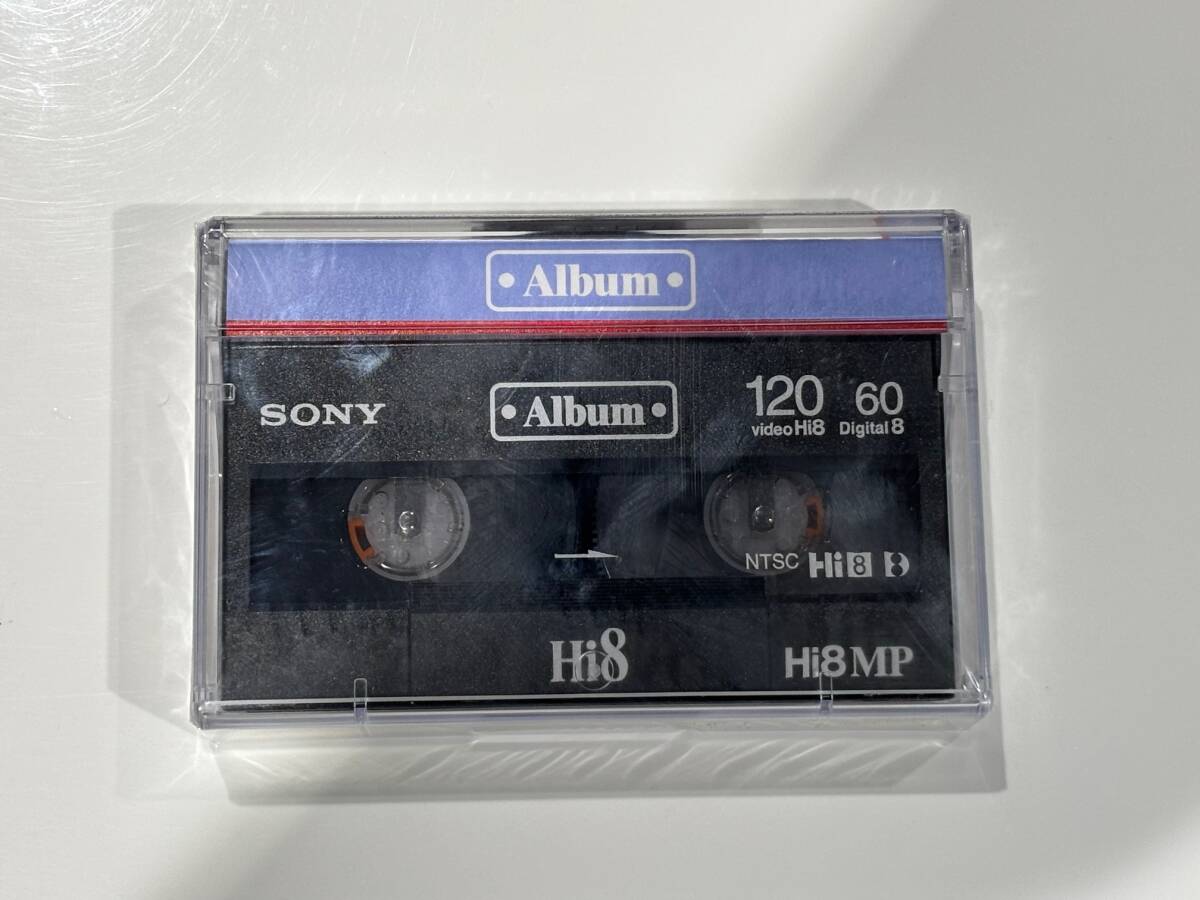 • Album •
SONY
• Album •
120 60
video Hi8 Digital 8
NTSC Hi8 8
Hi8
Hi8 MP